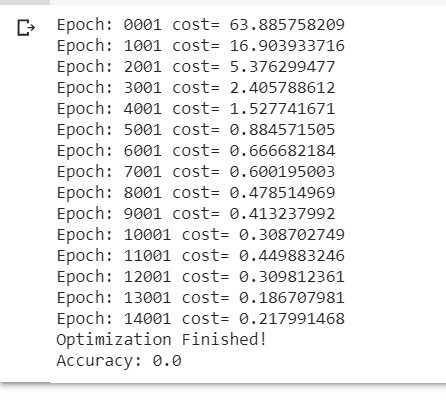 Epoch: 0001 cost= 63.885758209
Epoch: 1001 cost= 16.903933716
Epoch: 2001 cost= 5.376299477
Epoch: 3001 cost= 2.405788612
Epoch: 4001 cost= 1.527741671
Epoch: 5001 cost= 0.884571505
Epoch: 6001 cost= 0.666682184
Epoch: 7001 cost= 0.600195003
Epoch: 8001 cost= 0.478514969
Epoch: 9001 cost= 0.413237992
Epoch: 10001 cost= 0.308702749
Epoch: 11001 cost= 0.449883246
Epoch: 12001 cost= 0.309812361
Epoch: 13001 cost= 0.186707981
Epoch: 14001 cost= 0.217991468
Optimization Finished!
Accuracy: 0.0